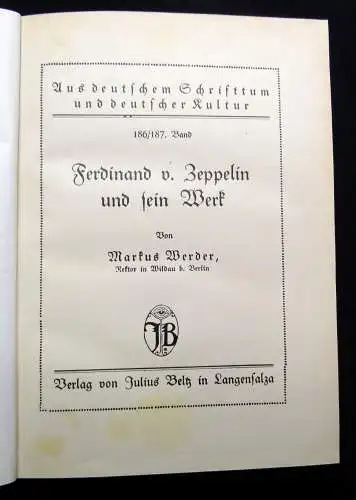 Aus deutschem Schrifttum
und deutscher Kultur
186/187. Band
Ferdinand v. Zeppelin
und sein Werk
Von
Markus Werder,
Rektor in Wildau b. Berlin
JB
Verlag von Julius Beltz in Langensalza